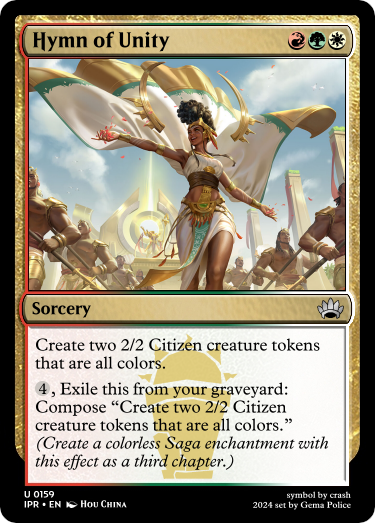 Hymn of Unity
Sorcery
Create two 2/2 Citizen creature tokens
that are all colors.
4, Exile this from your graveyard:
Compose “Create two 2/2 Citizen
creature tokens that are all colors.”
(Create a colorless Saga enchantment with
this effect as a third chapter.)
U 0159
IPR • EN Hou China
symbol by crash
2024 set by Gema Police